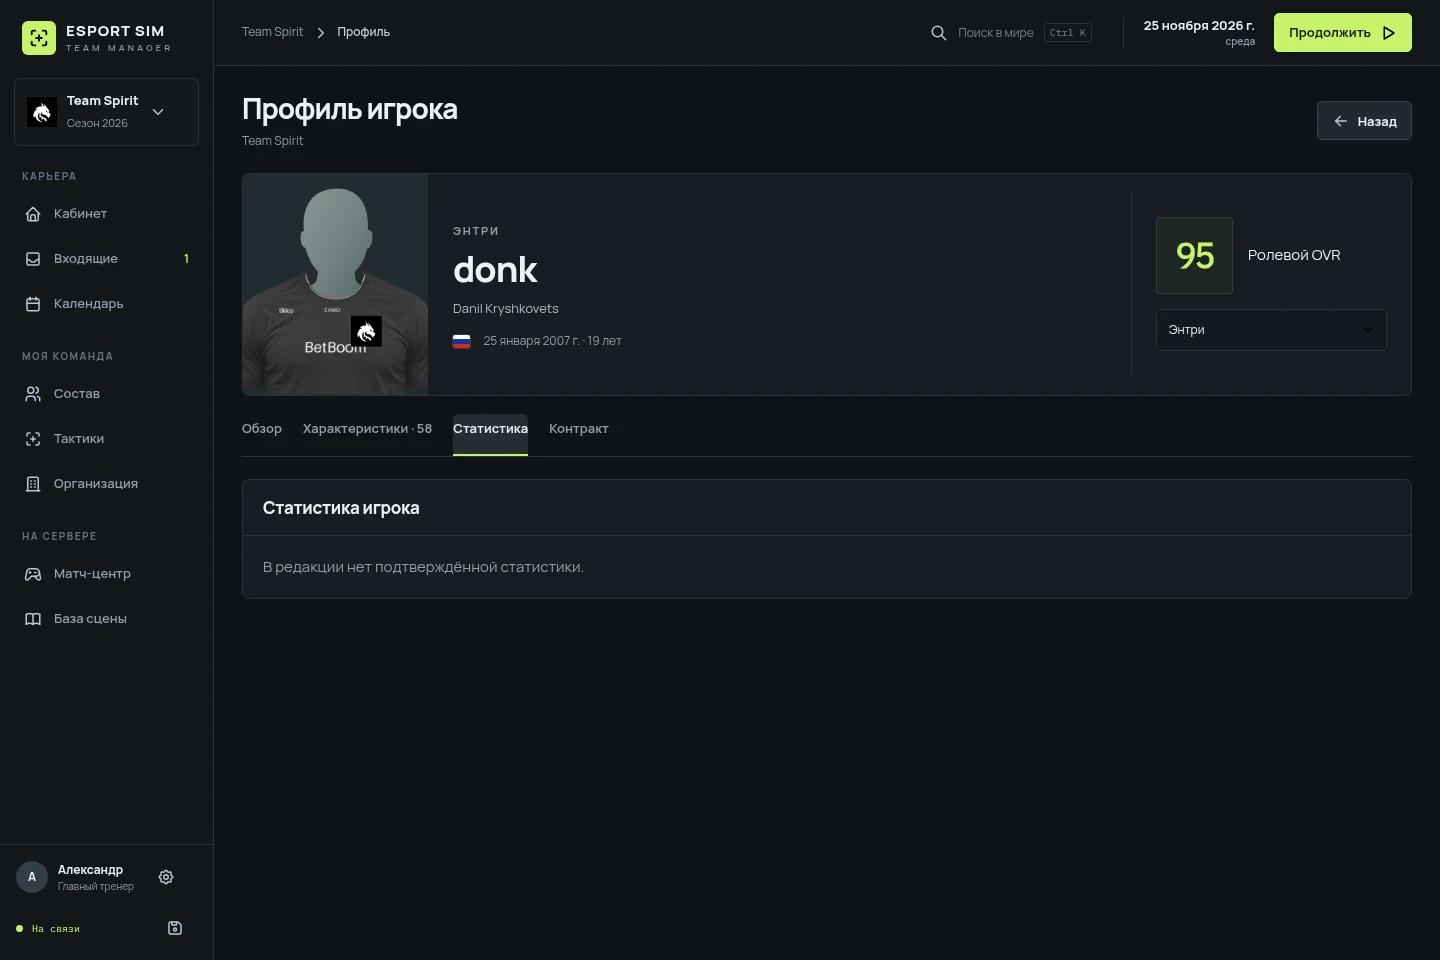 ESPORT SIM
TEAM MANAGER
Team Spirit
Сезон 2026
КАРЬЕРА
Кабинет
Входящие 1
Календарь
МОЯ КОМАНДА
Состав
Тактики
Организация
НА СЕРВЕРЕ
Матч-центр
База сцены
А
Александр
Главный тренер
На связи
Team Spirit Профиль
Поиск в мире Ctrl K
25 ноября 2026 г.
среда
Продолжить
Профиль игрока
Team Spirit
Назад
ЭНТРИ
donk
Danil Kryshkovets
25 января 2007 г. · 19 лет
EXMO
BetBoom
95 Ролевой OVR
Энтри
Обзор Характеристики · 58 Статистика Контракт
Статистика игрока
В редакции нет подтверждённой статистики.